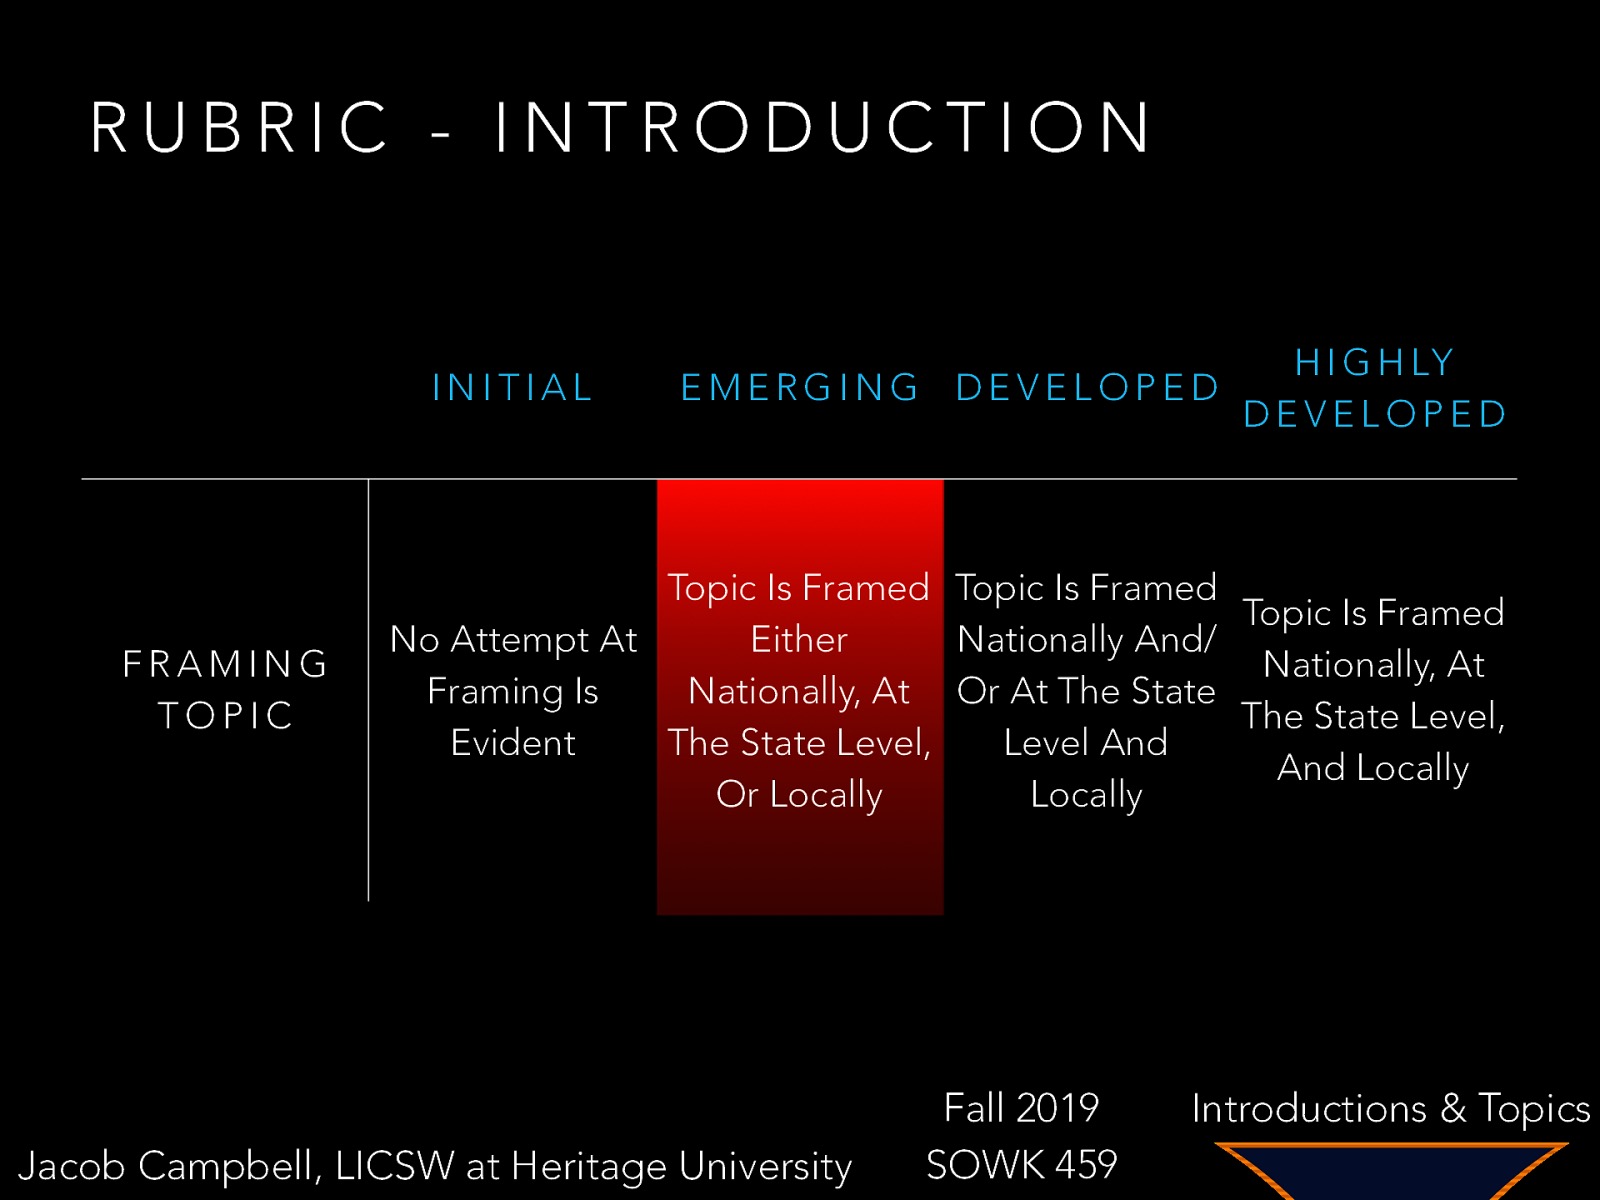 RUBRIC - INTRODUCTION
INITIAL
EMERGING
DEVELOPED
HIGHLY
DEVELOPED
FRAMING
TOPIC
No Attempt At
Framing Is
Evident
Topic Is Framed
Either
Nationally, At
The State Level,
Or Locally
Topic Is Framed
Nationally And/
Or At The State
Level And
Locally
Topic Is Framed
Nationally, At
The State Level,
And Locally
Jacob Campbell, LICSW at Heritage University
Fall 2019
SOWK 459
Introductions & Topics